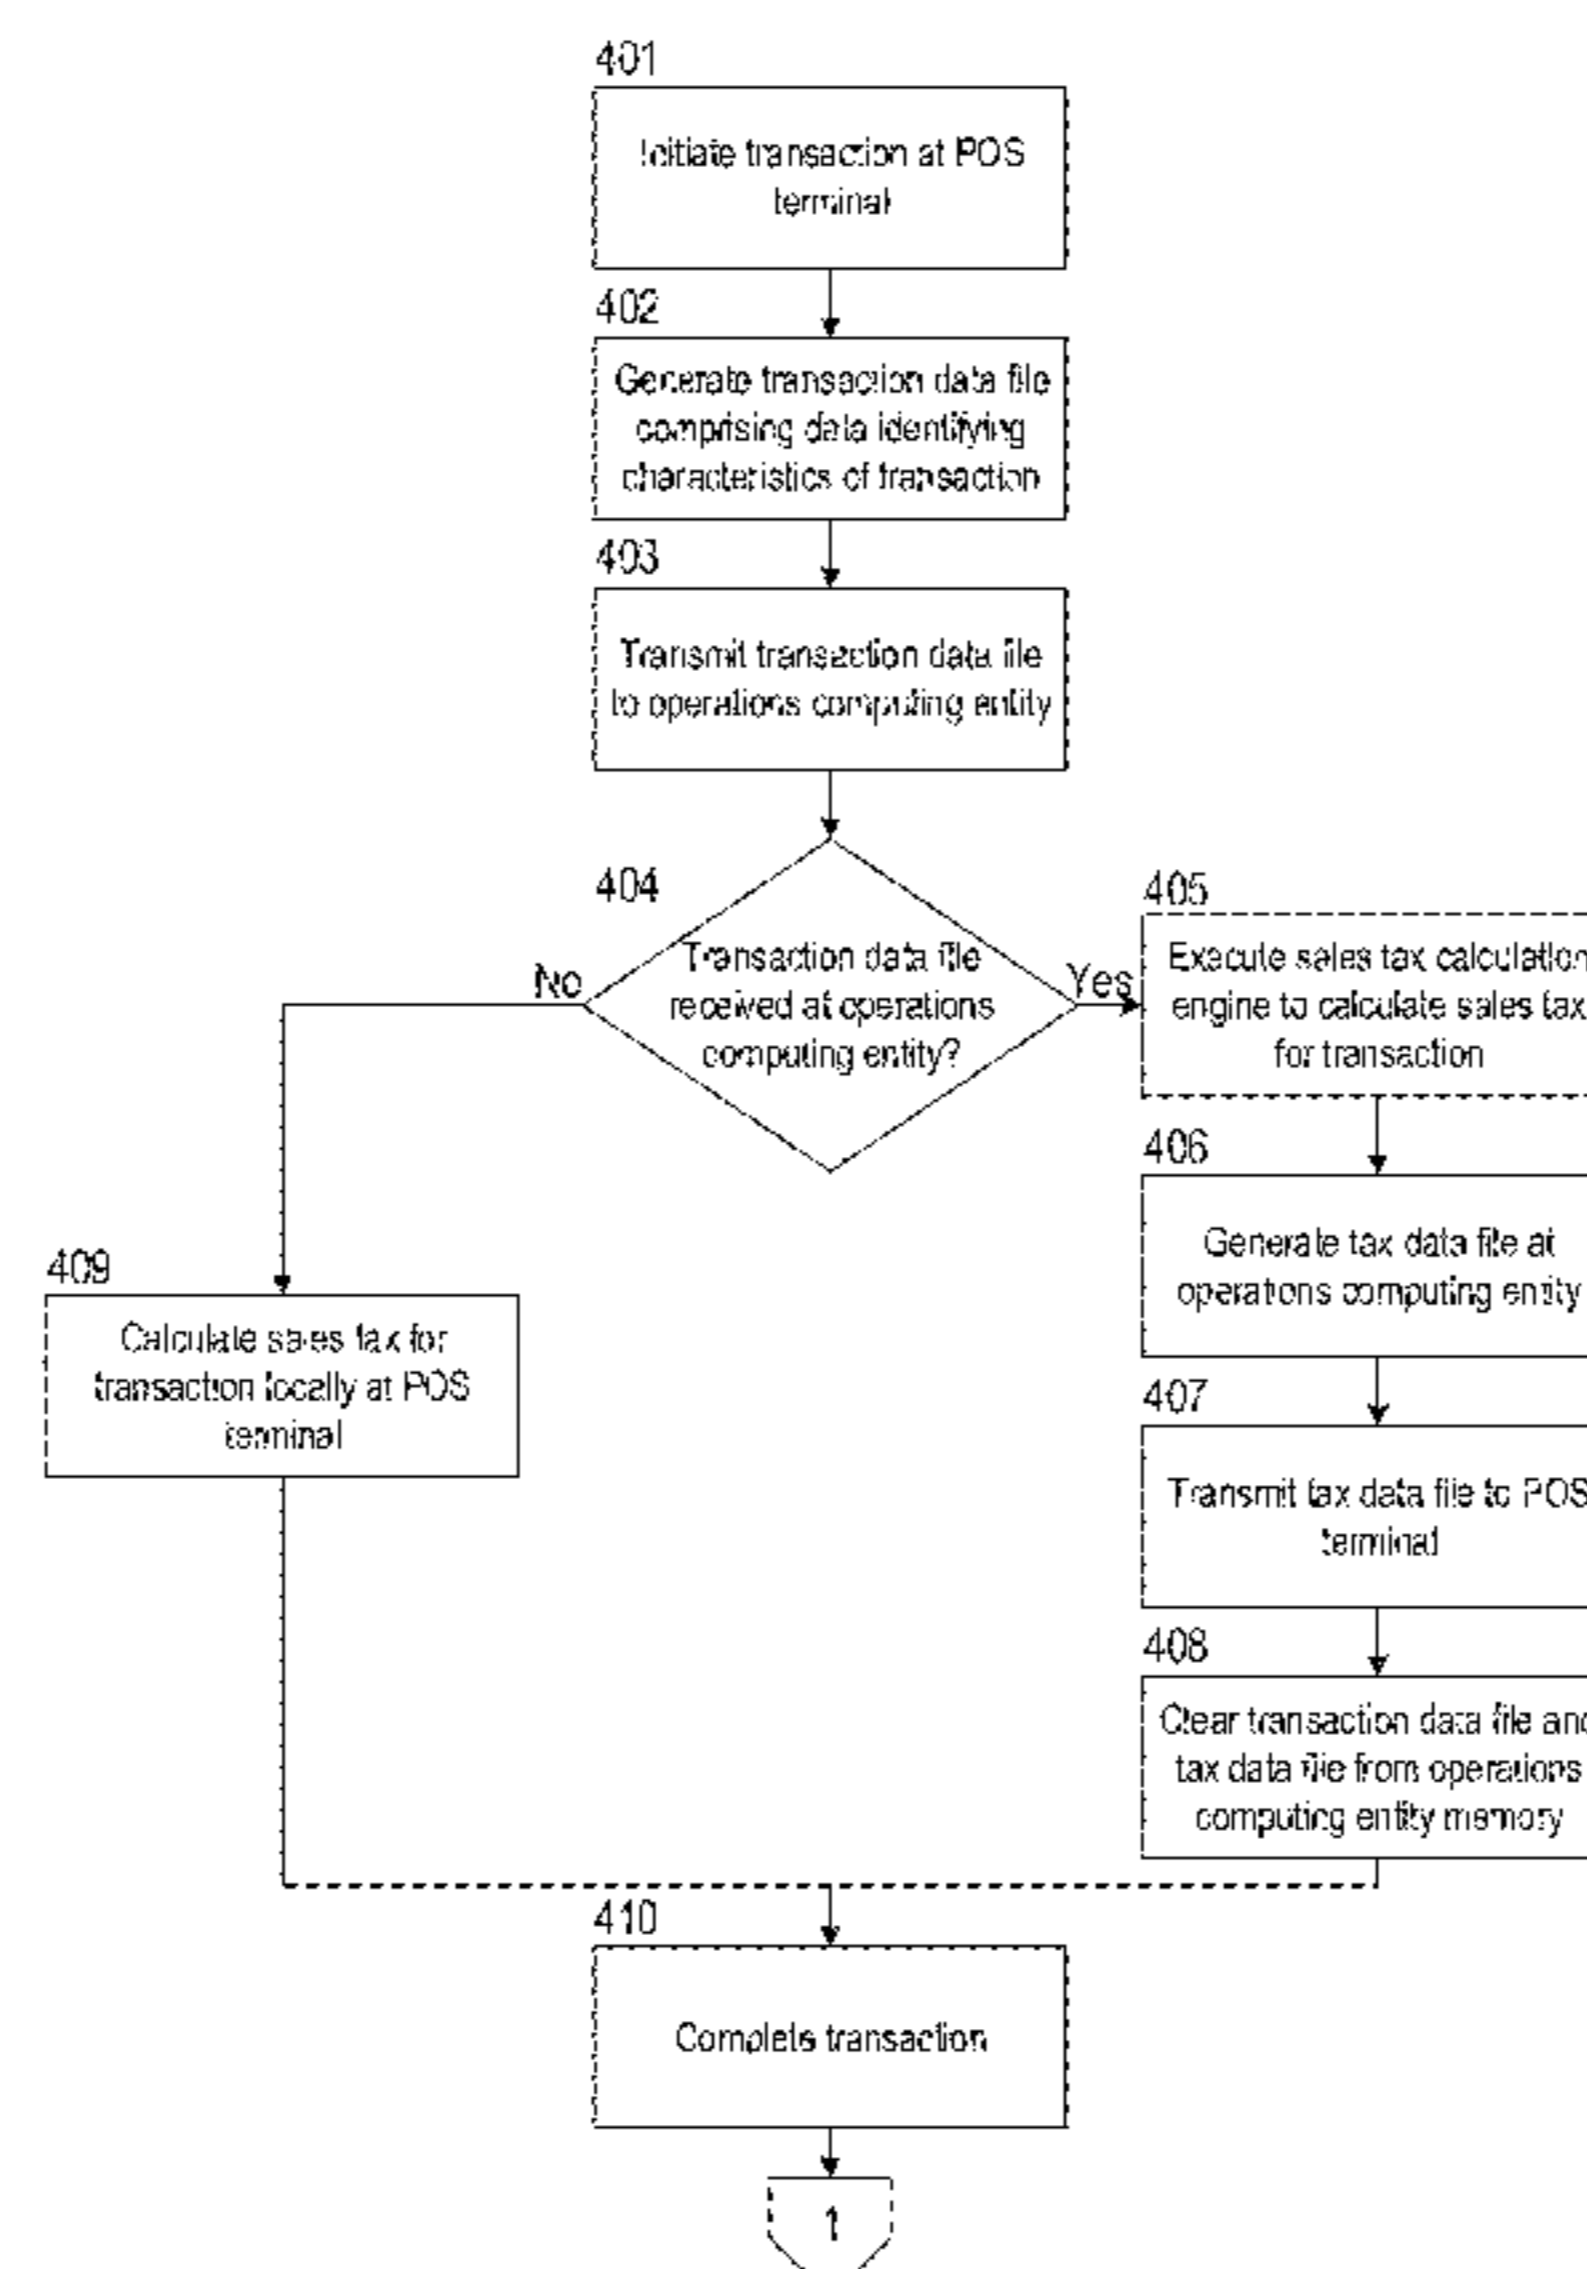 401
Initiate transaction at POS
terminal
402
Generate transaction data file
comprising data identifying
characteristics of transaction
403
Transmit transaction data file
to operations computing entity
404
Transaction data file
received at operations
computing entity?
No
Yes
405
Execute sales tax calculation
engine to calculate sales tax
for transaction
406
Generate tax data file at
operations computing entity
407
Transmit tax data file to POS
terminal
408
Clear transaction data file and
tax data file from operations
computing entity memory
409
Calculate sales tax for
transaction locally at POS
terminal
410
Complete transaction
1